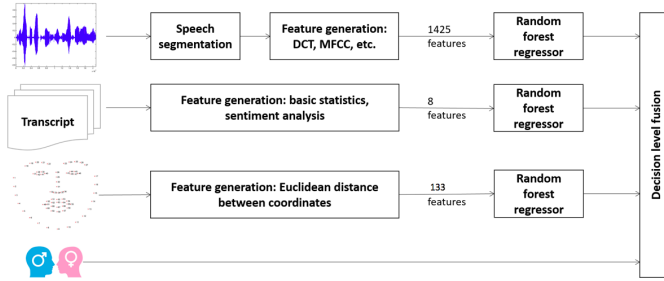 Speech
segmentation
Feature generation:
DCT, MFCC, etc.
1425
features
Random
forest
regressor
Transcript
Feature generation: basic statistics,
sentiment analysis
8
features
Random
forest
regressor
Feature generation: Euclidean distance
between coordinates
133
features
Random
forest
regressor
Decision level fusion